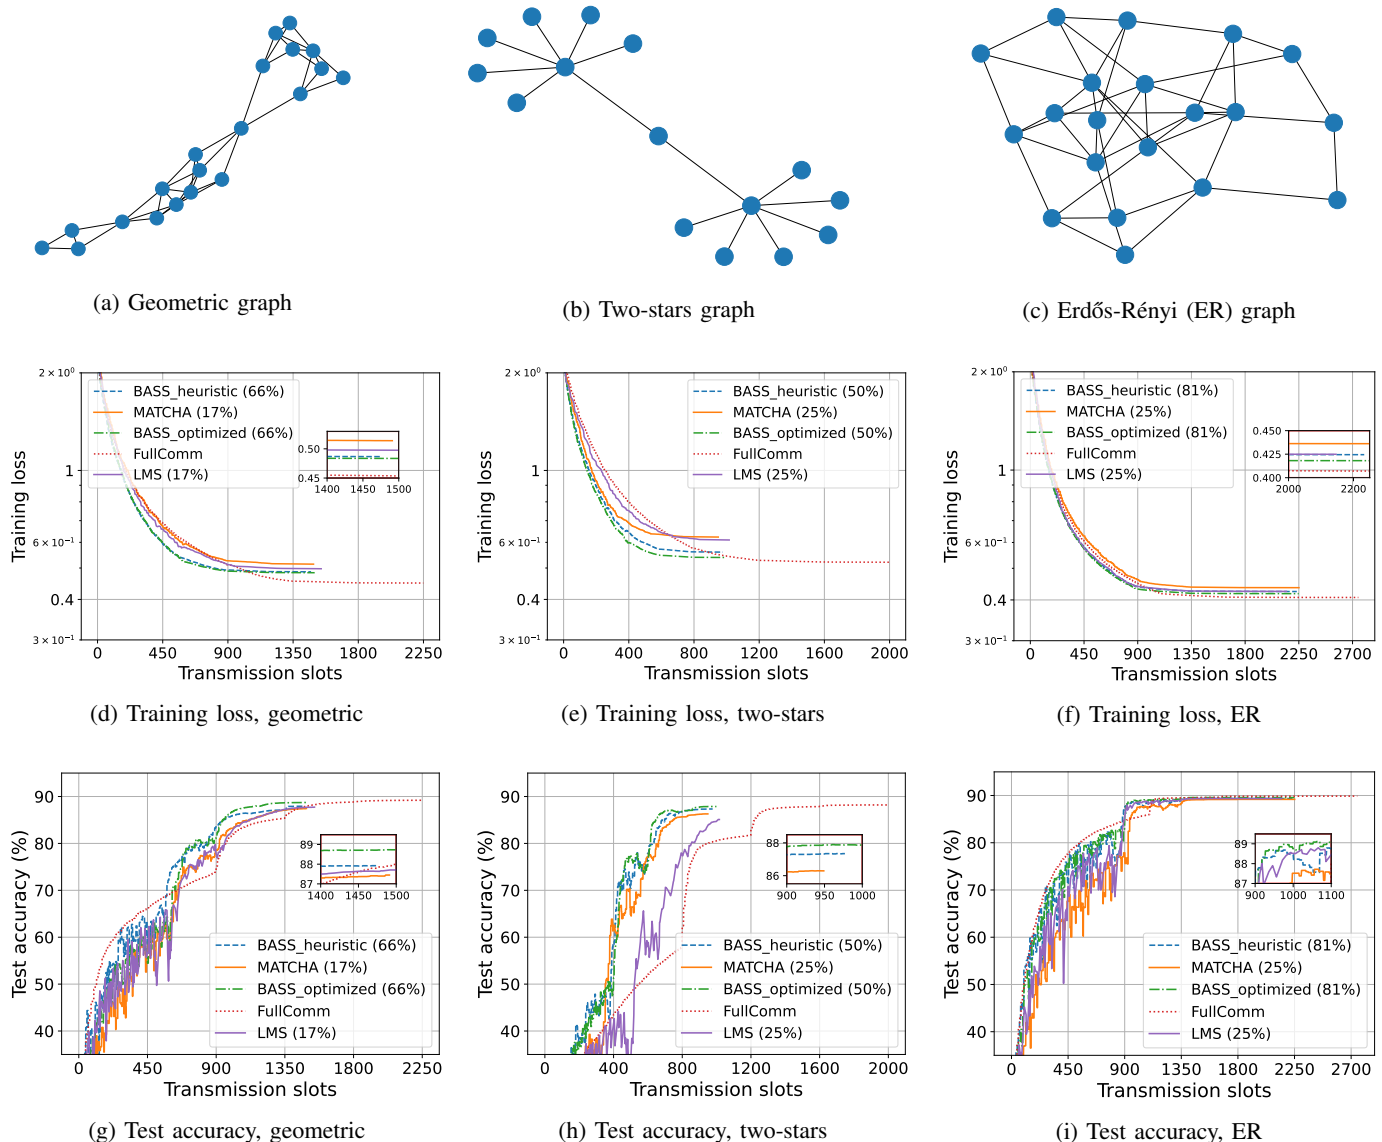 (a) Geometric graph
(b) Two-stars graph
(c) Erdős-Rényi (ER) graph
2 × 10⁰
1
6 × 10⁻¹
0.4
3 × 10⁻¹
Training loss
BASS_heuristic (66%)
MATCHA (17%)
BASS_optimized (66%)
FullComm
LMS (17%)
0.50
0.45
1400 1500
0 450 900 1350 1800 2250
Transmission slots
(d) Training loss, geometric
2 × 10⁰
1
6 × 10⁻¹
0.4
3 × 10⁻¹
Training loss
BASS_heuristic (50%)
MATCHA (25%)
BASS_optimized (50%)
FullComm
LMS (25%)
0 400 800 1200 1600 2000
Transmission slots
(e) Training loss, two-stars
2 × 10⁰
1
6 × 10⁻¹
0.4
3 × 10⁻¹
Training loss
BASS_heuristic (81%)
MATCHA (25%)
BASS_optimized (81%)
FullComm
LMS (25%)
0.450
0.425
0.400
2000 2200
0 450 900 1350 1800 2250 2700
Transmission slots
(f) Training loss, ER
90
80
70
60
50
40
Test accuracy (%)
89
88
87
1400 1450 1500
BASS_heuristic (66%)
MATCHA (17%)
BASS_optimized (66%)
FullComm
LMS (17%)
0 450 900 1350 1800 2250
Transmission slots
(g) Test accuracy, geometric
90
80
70
60
50
40
Test accuracy (%)
88
86
900 950 1000
BASS_heuristic (50%)
MATCHA (25%)
BASS_optimized (50%)
FullComm
LMS (25%)
0 400 800 1200 1600 2000
Transmission slots
(h) Test accuracy, two-stars
90
80
70
60
50
40
Test accuracy (%)
89
88
87
900 1000 1100
BASS_heuristic (81%)
MATCHA (25%)
BASS_optimized (81%)
FullComm
LMS (25%)
0 450 900 1350 1800 2250 2700
Transmission slots
(i) Test accuracy, ER